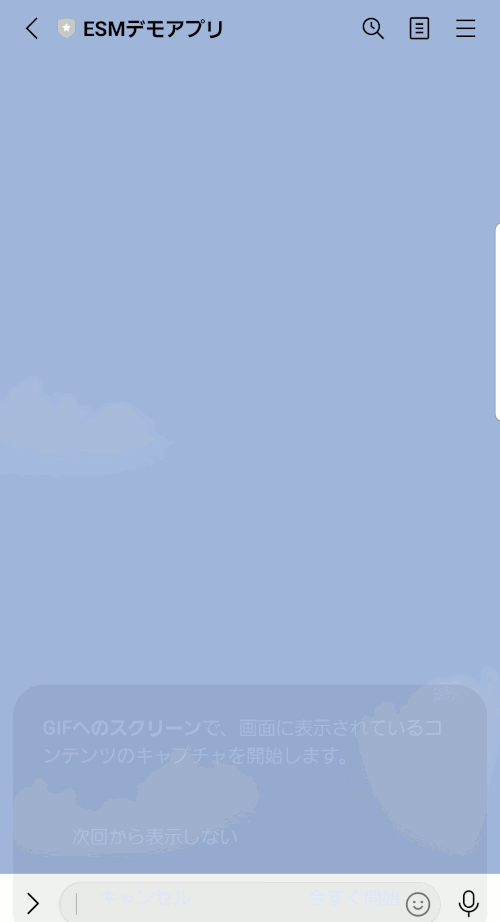 ESMデモアプリ
GIFへのスクリーンで、画面に表示されているコ
ンテンツのキャプチャを開始します。
次回から表示しない
キャンセル
今すぐ開始